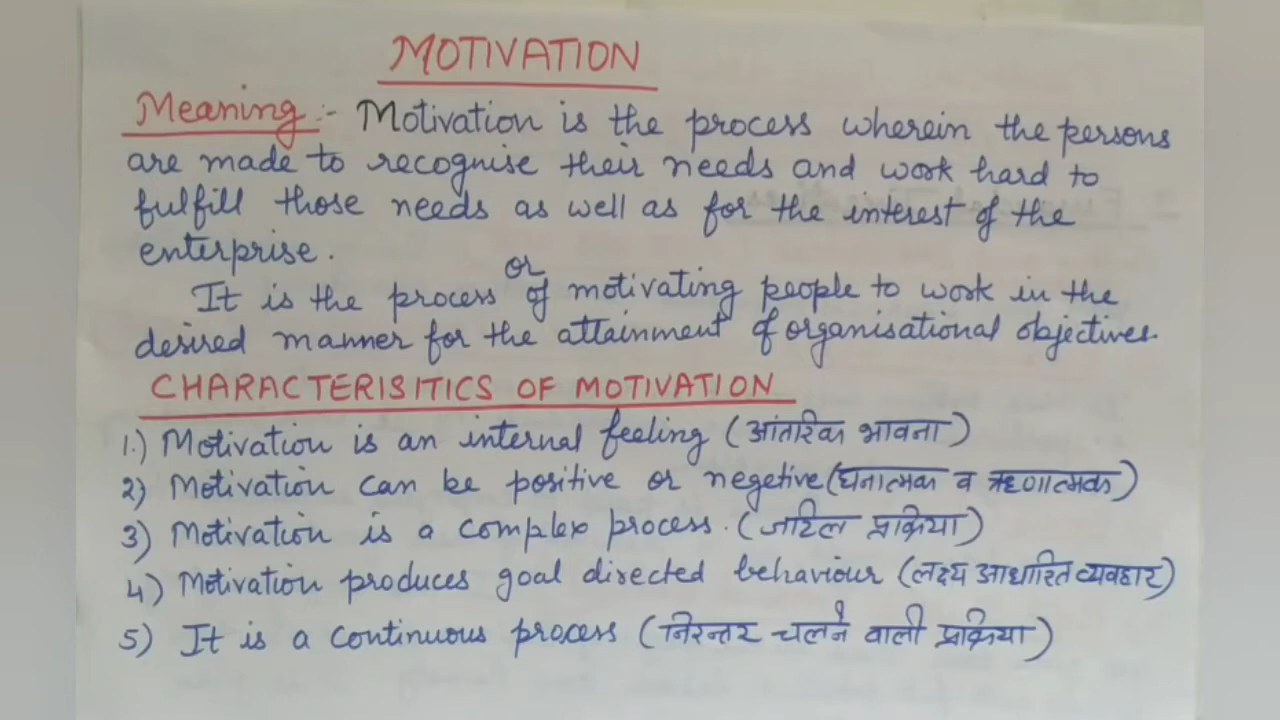 MOTIVATION
Meaning :- Motivation is the process wherein the persons
are made to recognise their needs and work hard to
fulfill those needs as well as for the interest of the
enterprise.
or
It is the process of motivating people to work in the
desired manner for the attainment of organisational objectives.
CHARACTERISITICS OF MOTIVATION
1.) Motivation is an internal feeling (आंतरिक भावना)
2) Motivation can be positive or negetive (घनात्मक व ऋणात्मक)
3) Motivation is a complex process. (जटिल प्रक्रिया)
4) Motivation produces goal directed behaviour (लक्ष्य आधारित व्यवहार)
5) It is a continuous process (निरन्तर चलने वाली प्रक्रिया)